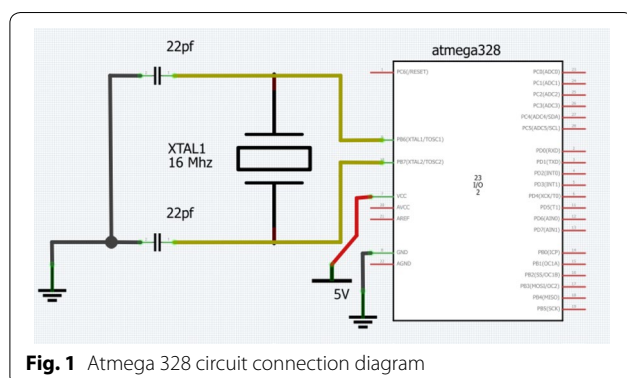 22pf
atmega328
PC6(/RESET)
PC0(ADC0)
PC1(ADC1)
PC2(ADC2)
PC3(ADC3)
PC4(ADC4/SDA)
PC5(ADC5/SCL)
XTAL1
16 Mhz
PB6(XTAL1/TOSC1)
PB7(XTAL2/TOSC2)
PD0(RXD)
PD1(TXD)
PD2(INT0)
PD3(INT1)
PD4(XCK/T0)
PD5(T1)
PD6(AIN0)
PD7(AIN1)
23
I/O
2
VCC
AVCC
AREF
22pf
5V
GND
AGND
PB0(ICP)
PB1(OC1A)
PB2(SS/OC1B)
PB3(MOSI/OC2)
PB4(MISO)
PB5(SCK)
Fig. 1 Atmega 328 circuit connection diagram